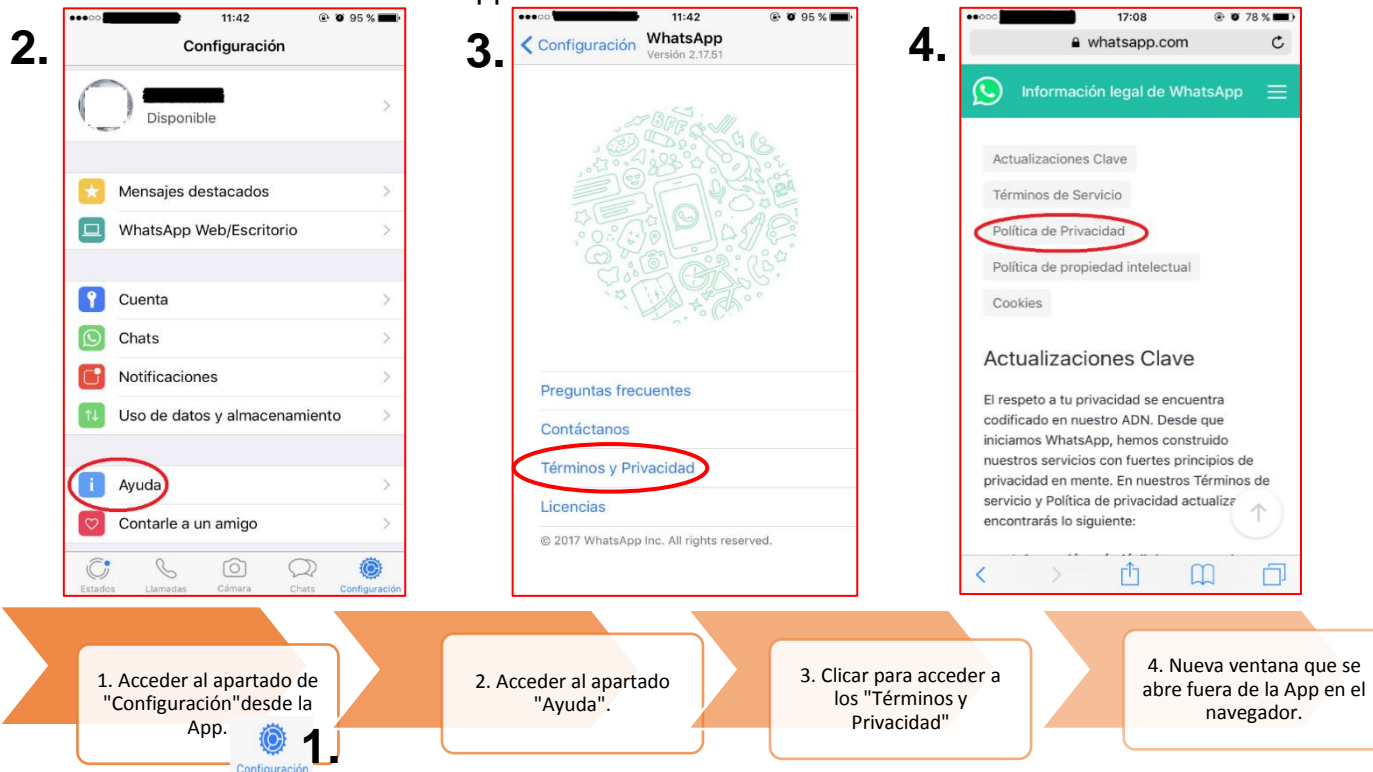 2.
11:42
95 %
Configuración
Disponible
Mensajes destacados
WhatsApp Web/Escritorio
Cuenta
Chats
Notificaciones
Uso de datos y almacenamiento
Ayuda
Contarle a un amigo
Estados
Llamadas
Cámara
Chats
Configuración
3.
11:42
95 %
Configuración
WhatsApp
Versión 2.17.51
BFF
Preguntas frecuentes
Contáctanos
Términos y Privacidad
Licencias
© 2017 WhatsApp Inc. All rights reserved.
4.
17:08
78 %
whatsapp.com
Información legal de WhatsApp
Actualizaciones Clave
Términos de Servicio
Política de Privacidad
Política de propiedad intelectual
Cookies
Actualizaciones Clave
El respeto a tu privacidad se encuentra
codificado en nuestro ADN. Desde que
iniciamos WhatsApp, hemos construido
nuestros servicios con fuertes principios de
privacidad en mente. En nuestros Términos de
servicio y Política de privacidad actualiza
encontrarás lo siguiente:
1. Acceder al apartado de
"Configuración"desde la
App.
1.
Configuración
2. Acceder al apartado
"Ayuda".
3. Clicar para acceder a
los "Términos y
Privacidad"
4. Nueva ventana que se
abre fuera de la App en el
navegador.